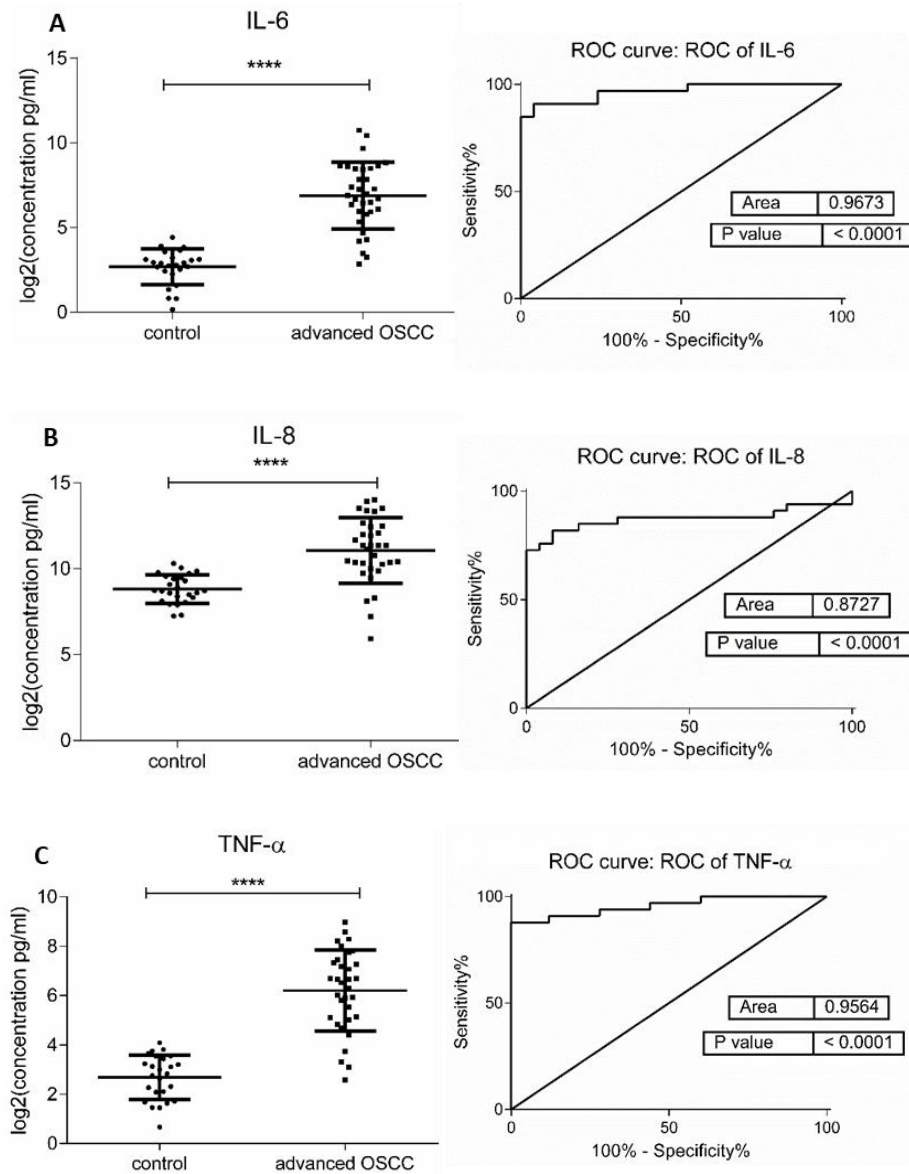 A
IL-6
****
15
10
5
0
log2(concentration pg/ml)
control
advanced OSCC
ROC curve: ROC of IL-6
100
50
0
Sensitivity%
Area 0.9673
P value < 0.0001
0 50 100
100% - Specificity%
B
IL-8
****
15
10
5
0
log2(concentration pg/ml)
control
advanced OSCC
ROC curve: ROC of IL-8
100
50
0
Sensitivity%
Area 0.8727
P value < 0.0001
0 50 100
100% - Specificity%
C
TNF-α
****
10
8
6
4
2
0
log2(concentration pg/ml)
control
advanced OSCC
ROC curve: ROC of TNF-α
100
50
0
Sensitivity%
Area 0.9564
P value < 0.0001
0 50 100
100% - Specificity%